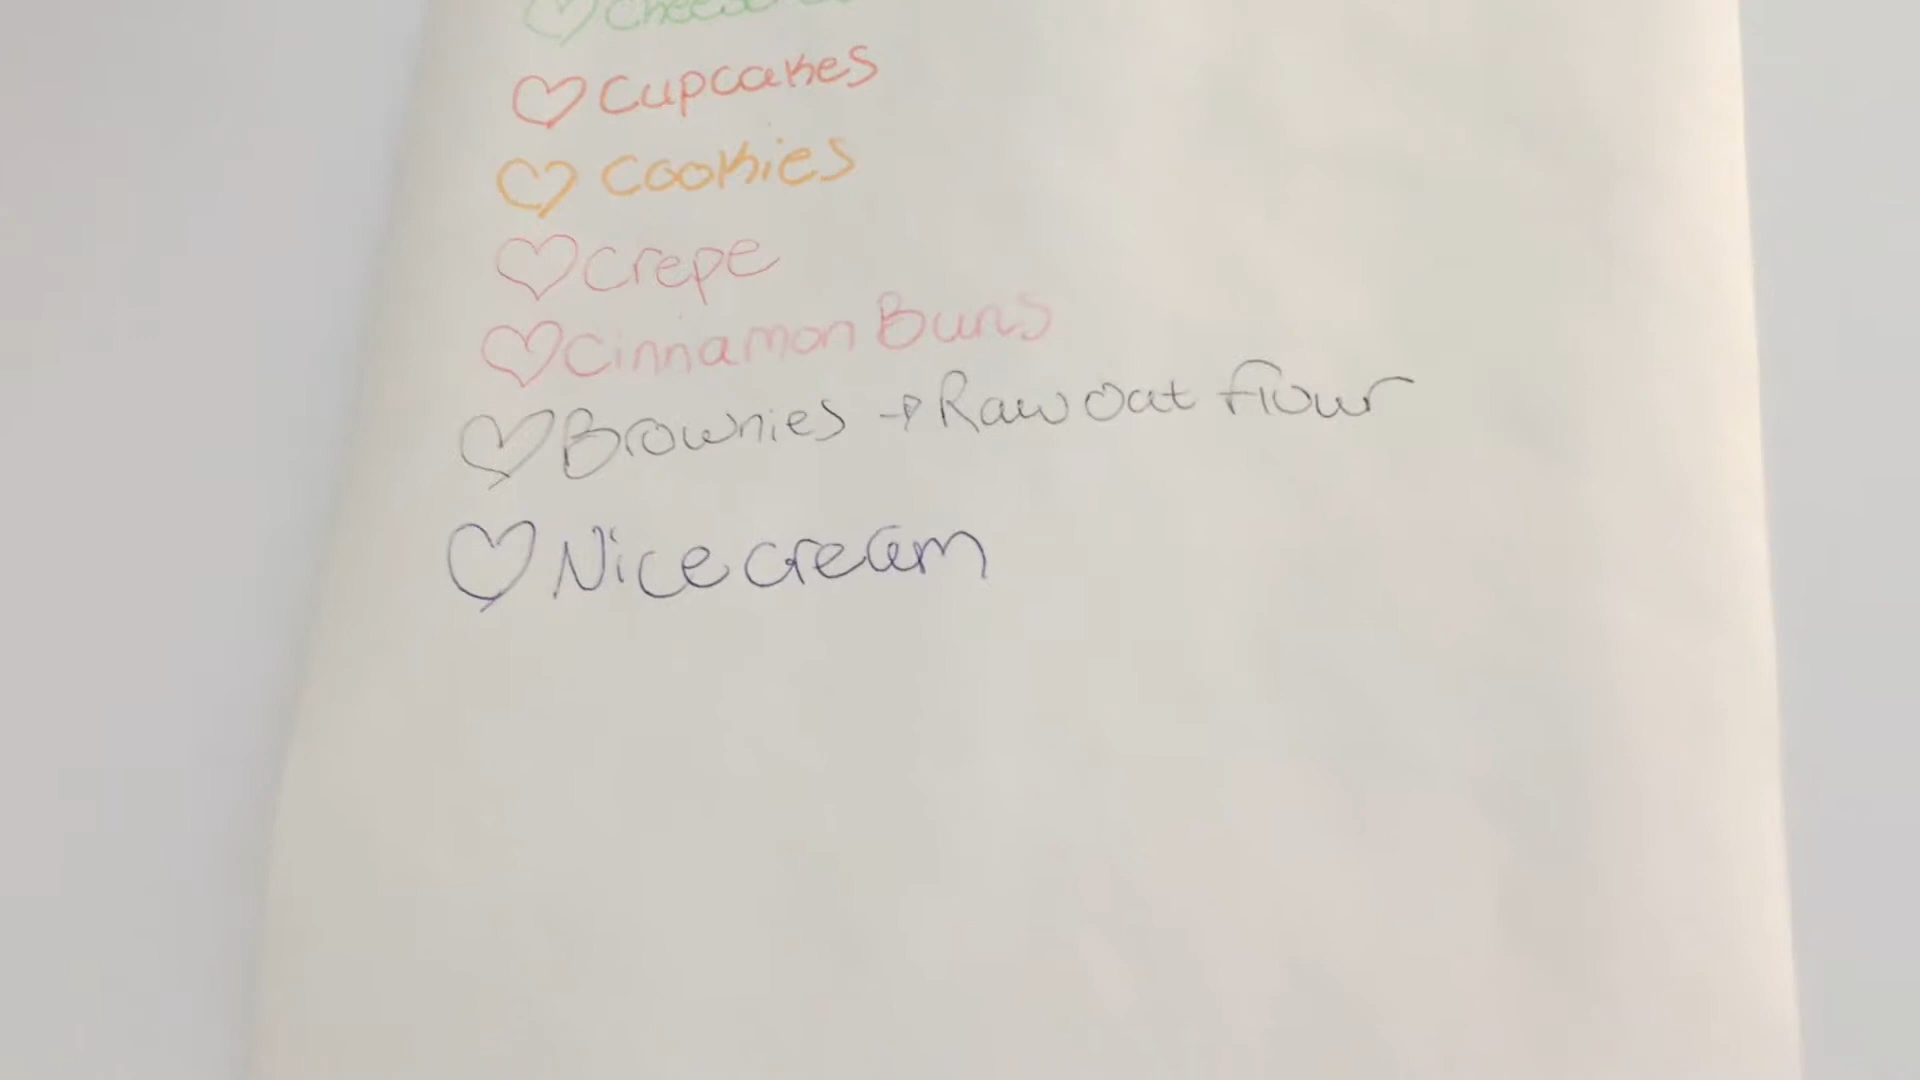 Cupcakes
Cookies
Crepe
Cinnamon Buns
Brownies → Raw oat flour
Nice cream